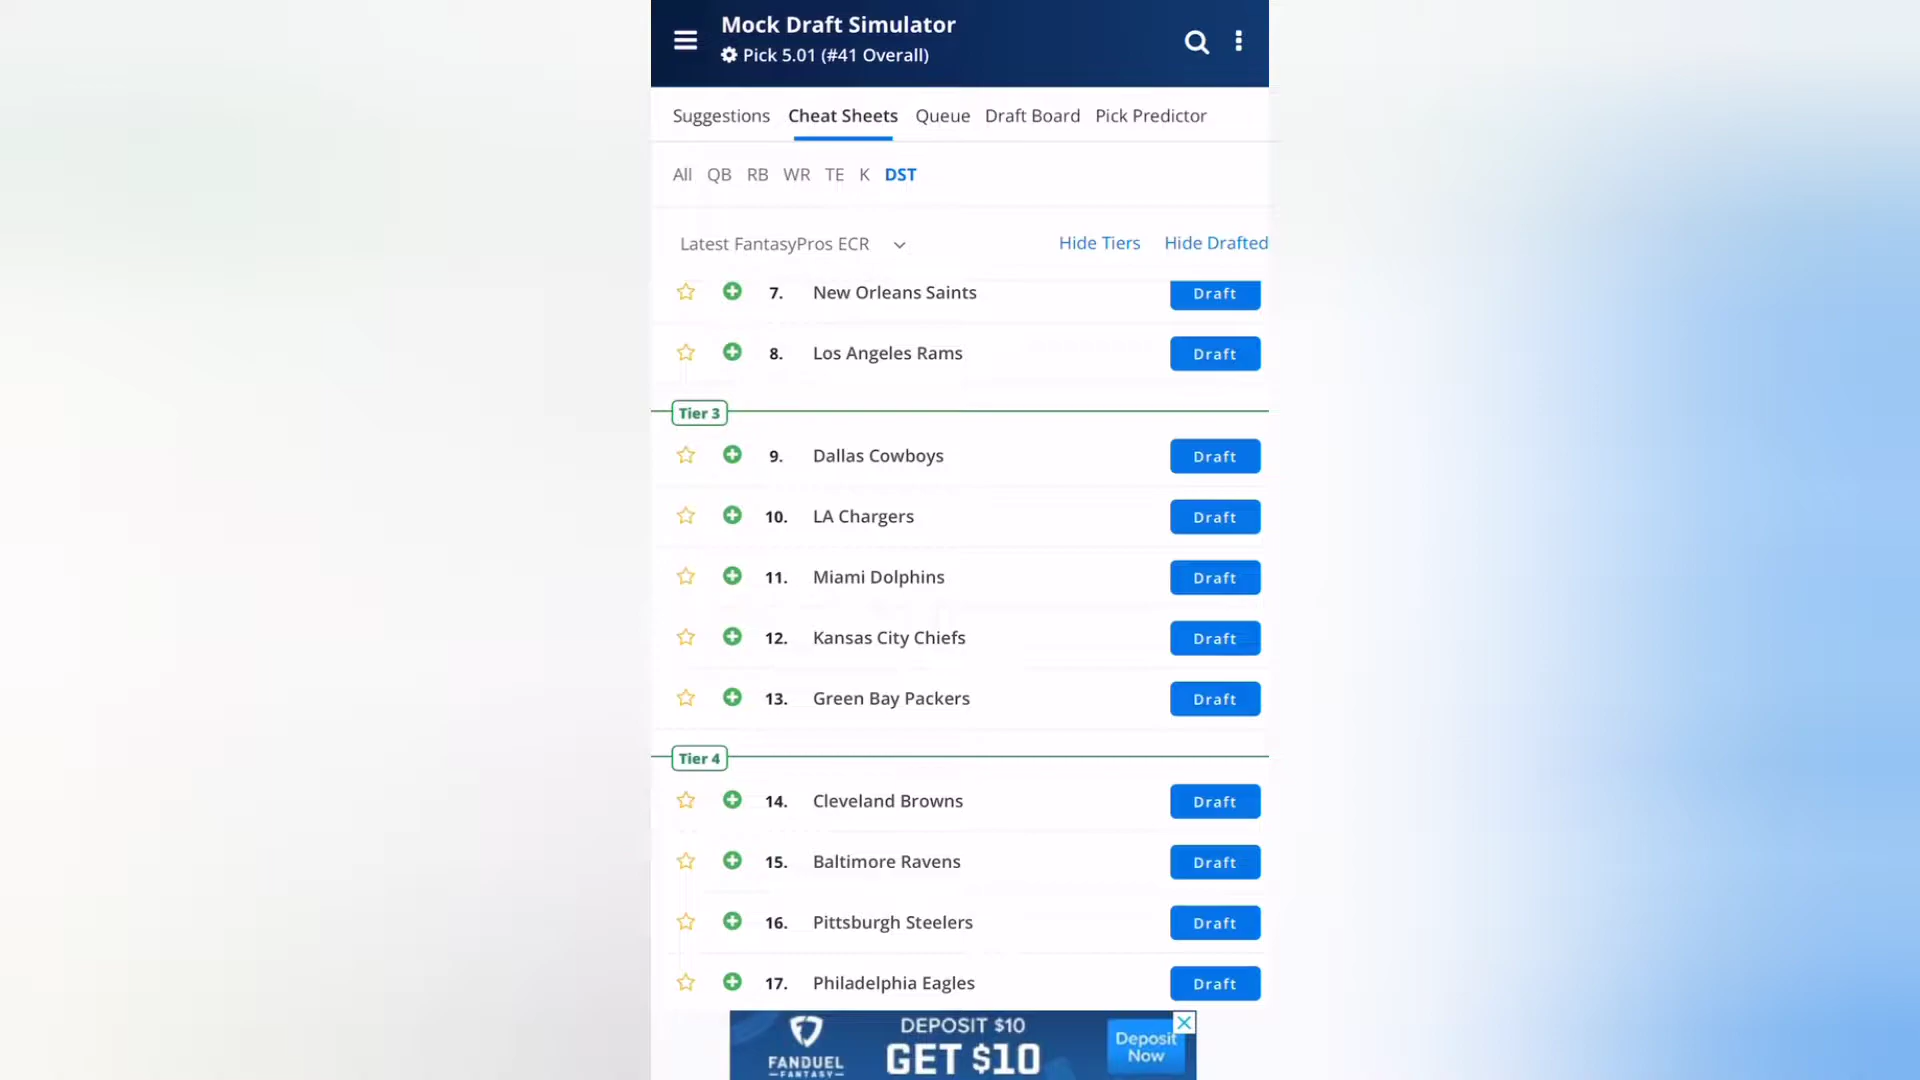 Mock Draft Simulator
Pick 5.01 (#41 Overall)
Suggestions Cheat Sheets Queue Draft Board Pick Predictor
All QB RB WR TE K DST
Latest FantasyPros ECR Hide Tiers Hide Drafted
7. New Orleans Saints Draft
8. Los Angeles Rams Draft
Tier 3
9. Dallas Cowboys Draft
10. LA Chargers Draft
11. Miami Dolphins Draft
12. Kansas City Chiefs Draft
13. Green Bay Packers Draft
Tier 4
14. Cleveland Browns Draft
15. Baltimore Ravens Draft
16. Pittsburgh Steelers Draft
17. Philadelphia Eagles Draft
FANDUEL
FANTASY
DEPOSIT $10
GET $10
Deposit
Now